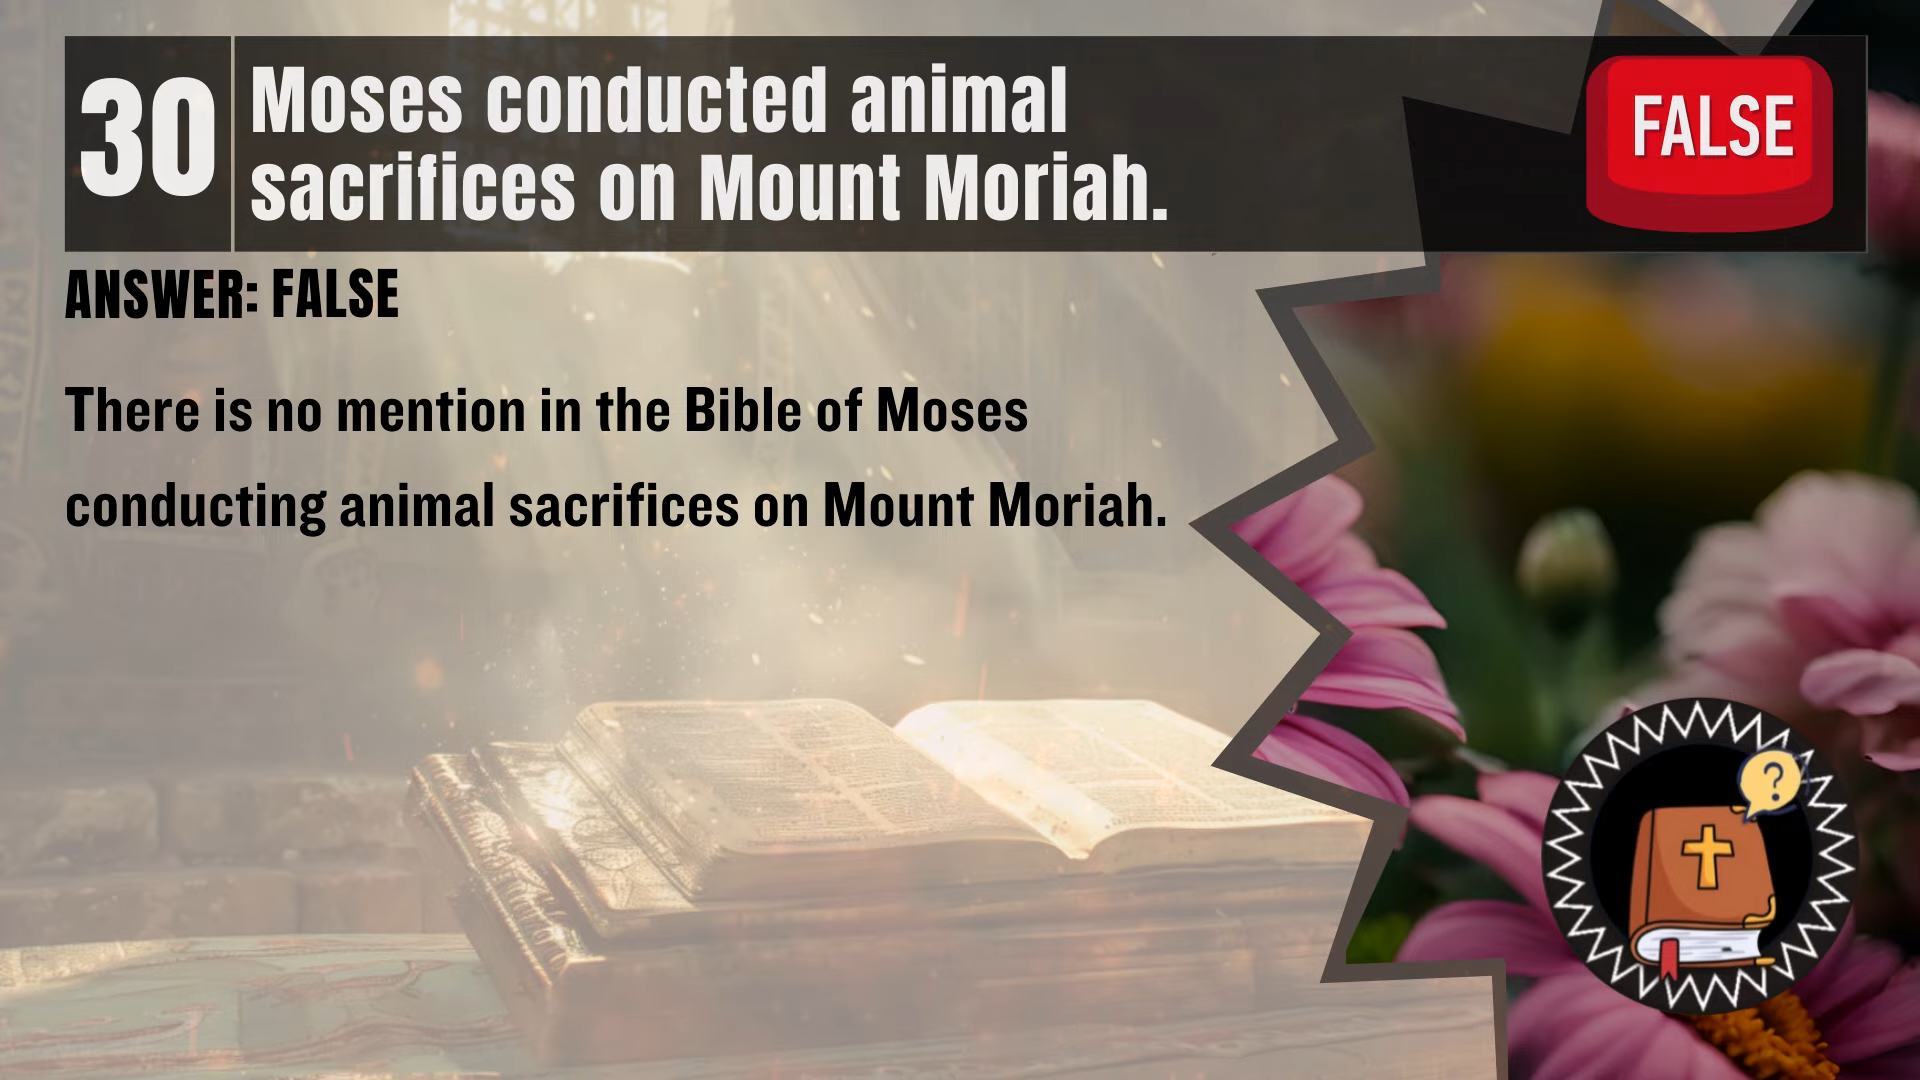 30
Moses conducted animal
sacrifices on Mount Moriah.
FALSE
ANSWER: FALSE
There is no mention in the Bible of Moses
conducting animal sacrifices on Mount Moriah.
?